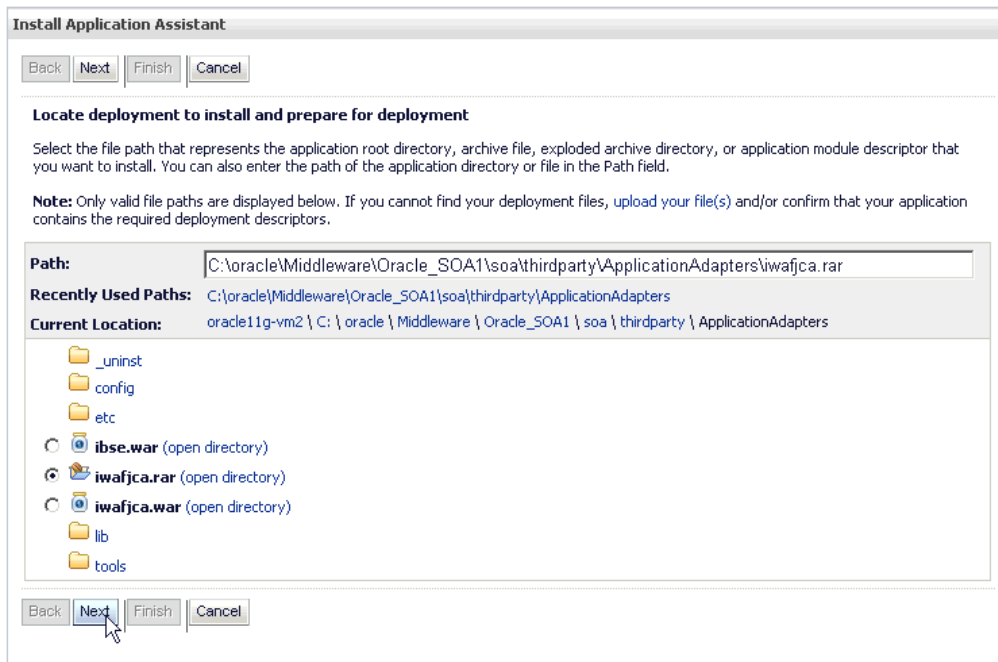 Install Application Assistant
Back Next Finish Cancel
Locate deployment to install and prepare for deployment
Select the file path that represents the application root directory, archive file, exploded archive directory, or application module descriptor that
you want to install. You can also enter the path of the application directory or file in the Path field.
Note: Only valid file paths are displayed below. If you cannot find your deployment files, upload your file(s) and/or confirm that your application
contains the required deployment descriptors.
Path: C:\oracle\Middleware\Oracle_SOA1\soa\thirdparty\ApplicationAdapters\iwafjca.rar
Recently Used Paths: C:\oracle\Middleware\Oracle_SOA1\soa\thirdparty\ApplicationAdapters
Current Location: oracle11g-vm2 \ C: \ oracle \ Middleware \ Oracle_SOA1 \ soa \ thirdparty \ ApplicationAdapters
_uninst
config
etc
ibse.war (open directory)
iwafjca.rar (open directory)
iwafjca.war (open directory)
lib
tools
Back Next Finish Cancel